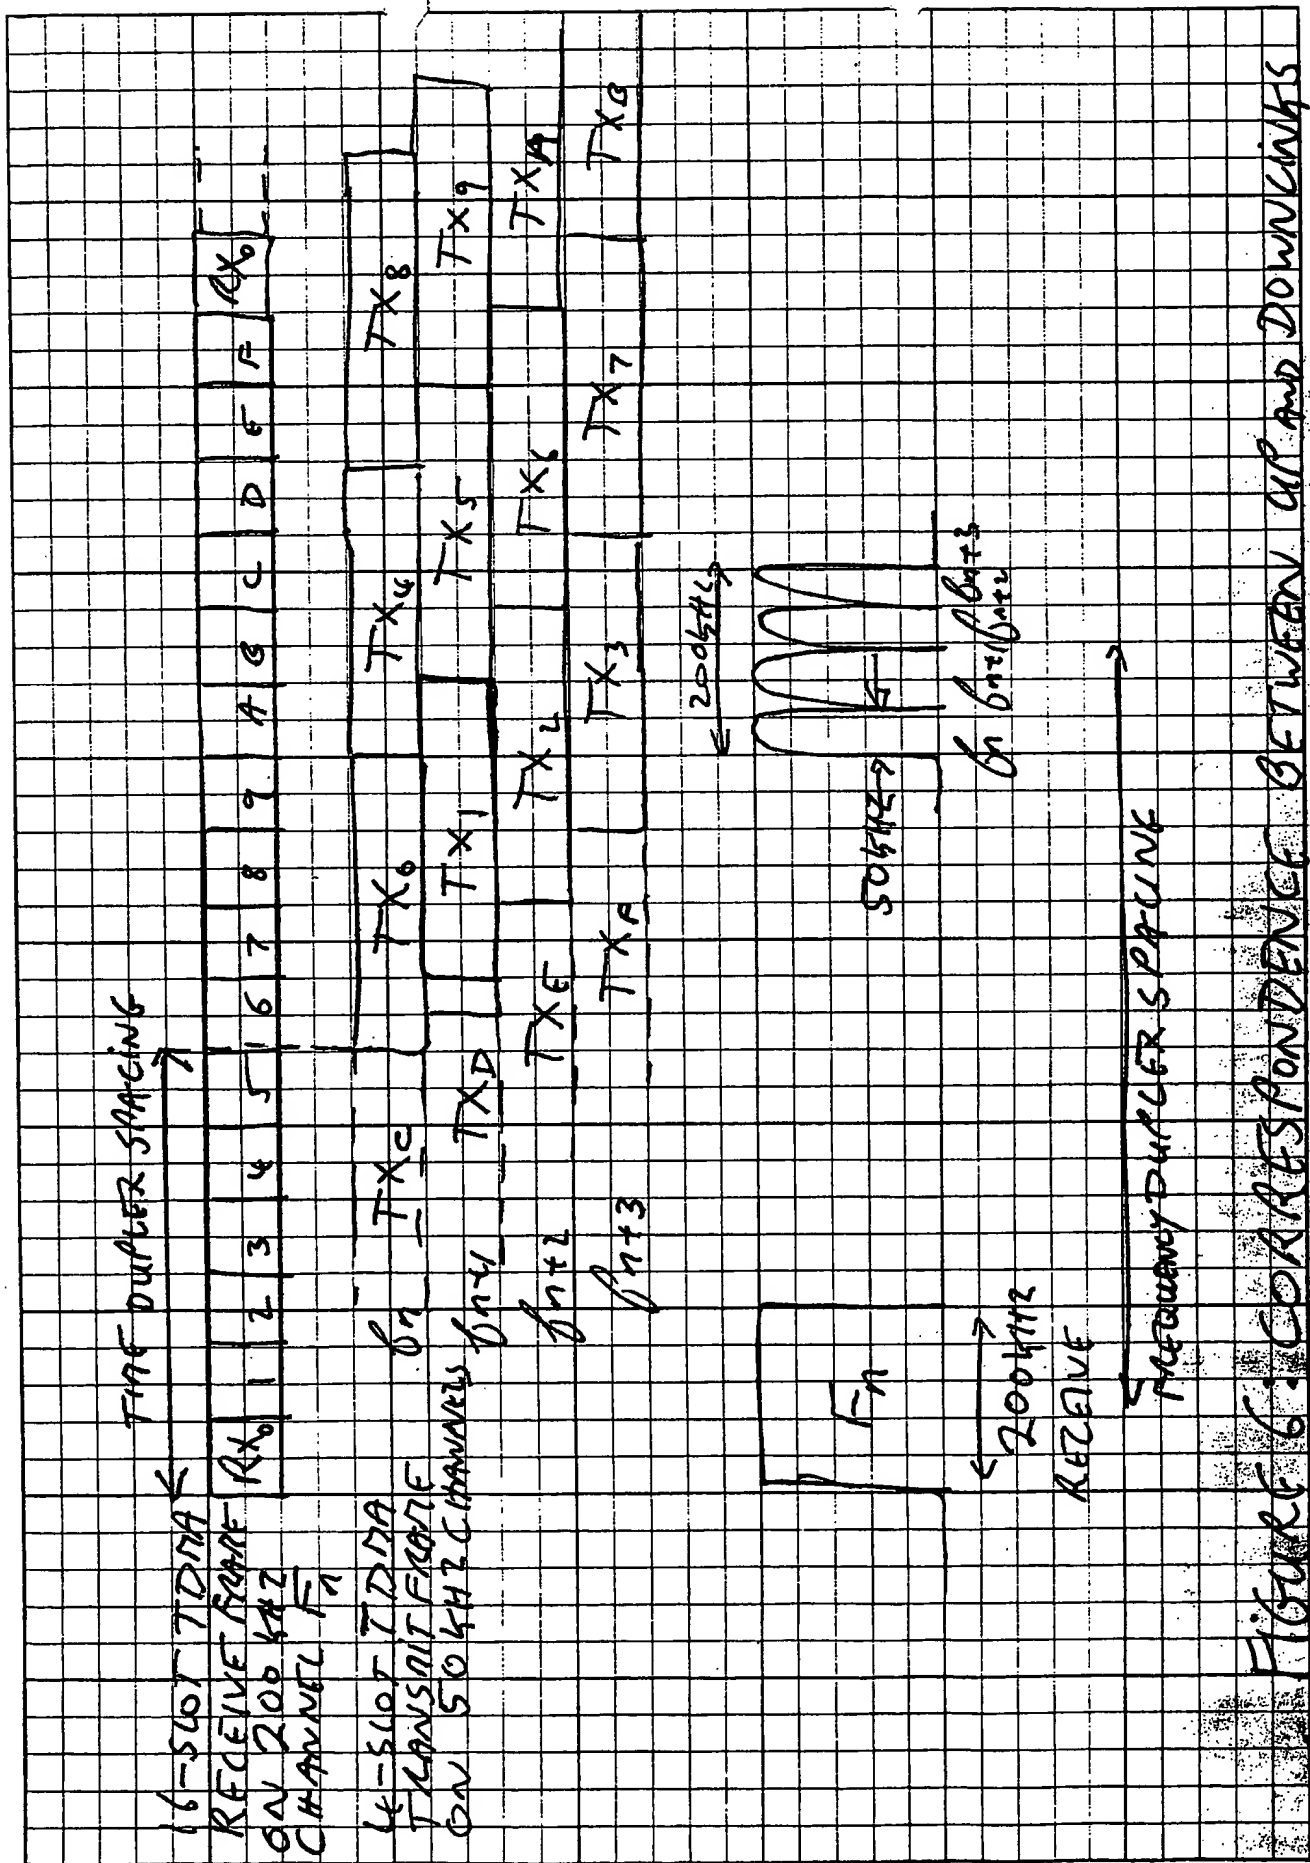 TIME DUPLEX SPACING
16-SLOT TDMA
RECEIVE FRAME
ON 200 KHZ
CHANNEL Fn
RX0 1 2 3 4 5 6 7 8 9 A B C D E F RX0
4-SLOT TDMA
TRANSMIT FRAME
ON 50 KHZ CHANNELS
fn TXC TX0 TX4 TX8
fn+1 TXD TX1 TX5 TX9
fn+2 TXE TX2 TX6 TXA
fn+3 TXF TX3 TX7 TXB
200KHZ
50KHZ
Fn
fn fn+1 fn+2 fn+3
200KHZ
RECEIVE
FREQUENCY DUPLEX SPACING
FIGURE 6: CORRESPONDENCE BETWEEN UP AND DOWNLINKS